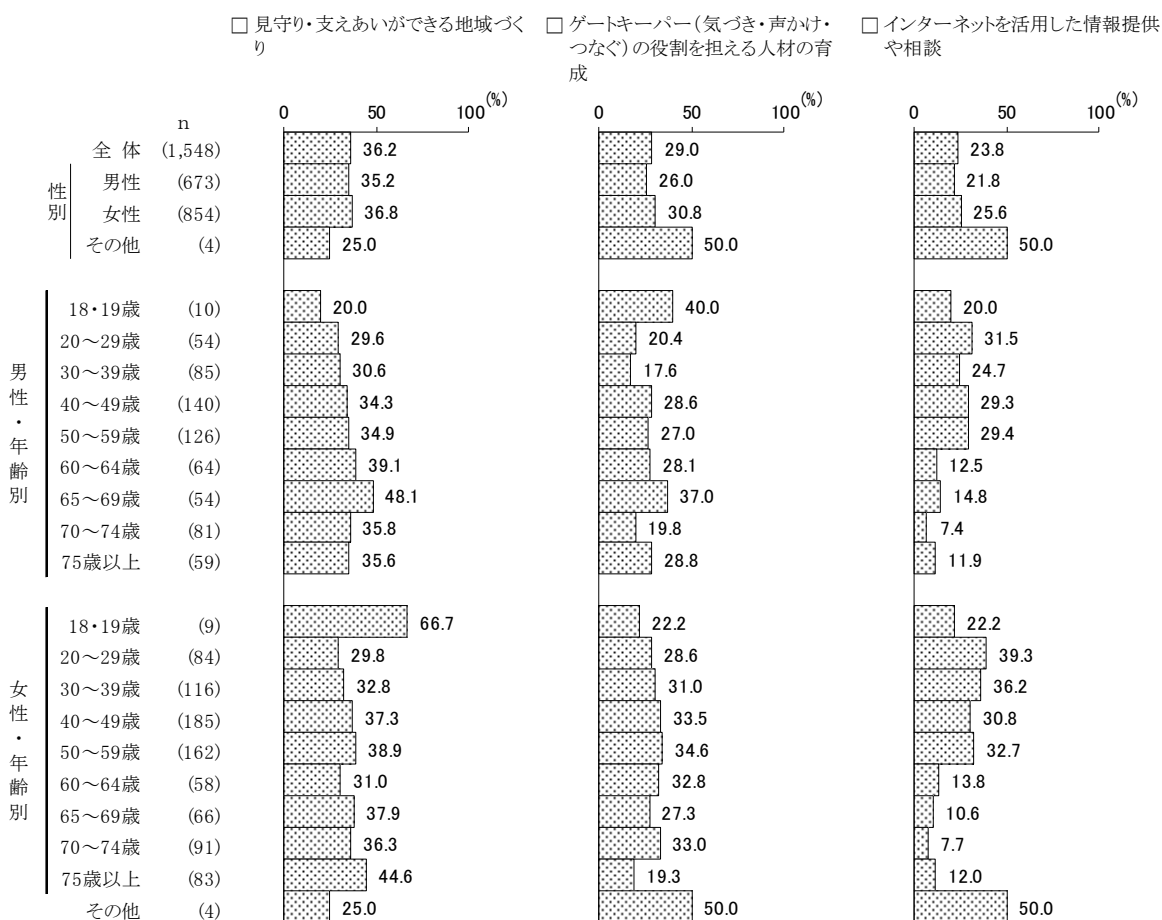 □ 見守り・支えあいができる地域づく
り
□ ゲートキーパー(気づき・声かけ・
つなぐ)の役割を担える人材の育
成
□ インターネットを活用した情報提供
や相談
0 50 100 (%) 0 50 100 (%) 0 50 100 (%)
n
全 体 (1,548) 36.2 29.0 23.8
性別
男性 (673) 35.2 26.0 21.8
女性 (854) 36.8 30.8 25.6
その他 (4) 25.0 50.0 50.0
男性・年齢別
18・19歳 (10) 20.0 40.0 20.0
20~29歳 (54) 29.6 20.4 31.5
30~39歳 (85) 30.6 17.6 24.7
40~49歳 (140) 34.3 28.6 29.3
50~59歳 (126) 34.9 27.0 29.4
60~64歳 (64) 39.1 28.1 12.5
65~69歳 (54) 48.1 37.0 14.8
70~74歳 (81) 35.8 19.8 7.4
75歳以上 (59) 35.6 28.8 11.9
女性・年齢別
18・19歳 (9) 66.7 22.2 22.2
20~29歳 (84) 29.8 28.6 39.3
30~39歳 (116) 32.8 31.0 36.2
40~49歳 (185) 37.3 33.5 30.8
50~59歳 (162) 38.9 34.6 32.7
60~64歳 (58) 31.0 32.8 13.8
65~69歳 (66) 37.9 27.3 10.6
70~74歳 (91) 36.3 33.0 7.7
75歳以上 (83) 44.6 19.3 12.0
その他 (4) 25.0 50.0 50.0